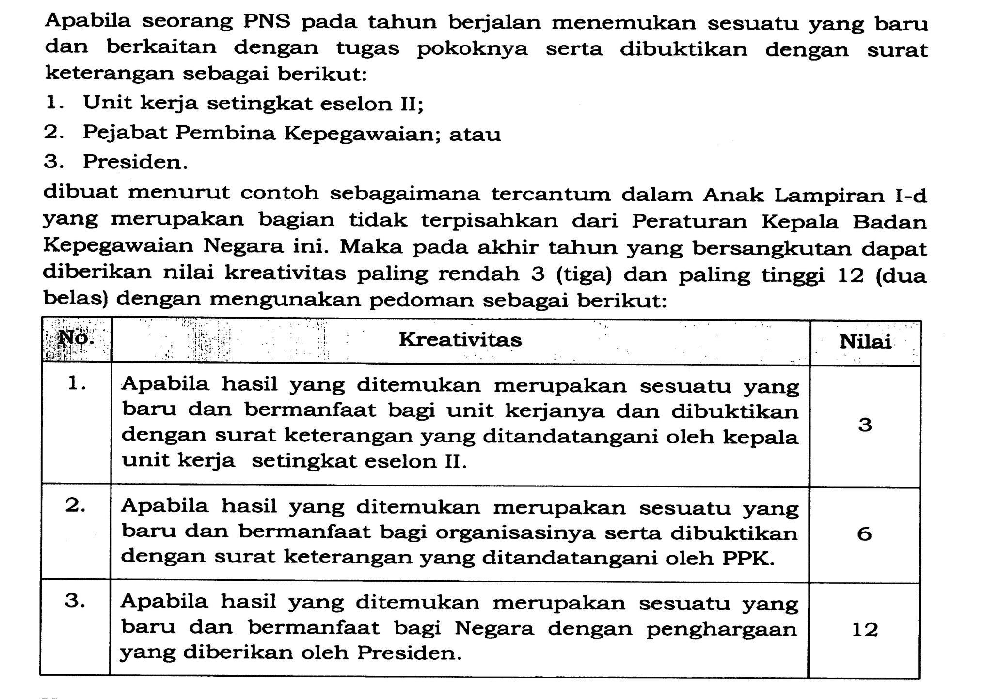 Apabila seorang PNS pada tahun berjalan menemukan sesuatu yang baru
dan berkaitan dengan tugas pokoknya serta dibuktikan dengan surat
keterangan sebagai berikut:
1. Unit kerja setingkat eselon II;
2. Pejabat Pembina Kepegawaian; atau
3. Presiden.
dibuat menurut contoh sebagaimana tercantum dalam Anak Lampiran I-d
yang merupakan bagian tidak terpisahkan dari Peraturan Kepala Badan
Kepegawaian Negara ini. Maka pada akhir tahun yang bersangkutan dapat
diberikan nilai kreativitas paling rendah 3 (tiga) dan paling tinggi 12 (dua
belas) dengan mengunakan pedoman sebagai berikut:
No. Kreativitas Nilai
1. Apabila hasil yang ditemukan merupakan sesuatu yang
baru dan bermanfaat bagi unit kerjanya dan dibuktikan
dengan surat keterangan yang ditandatangani oleh kepala
unit kerja setingkat eselon II.
3
2. Apabila hasil yang ditemukan merupakan sesuatu yang
baru dan bermanfaat bagi organisasinya serta dibuktikan
dengan surat keterangan yang ditandatangani oleh PPK.
6
3. Apabila hasil yang ditemukan merupakan sesuatu yang
baru dan bermanfaat bagi Negara dengan penghargaan
yang diberikan oleh Presiden.
12